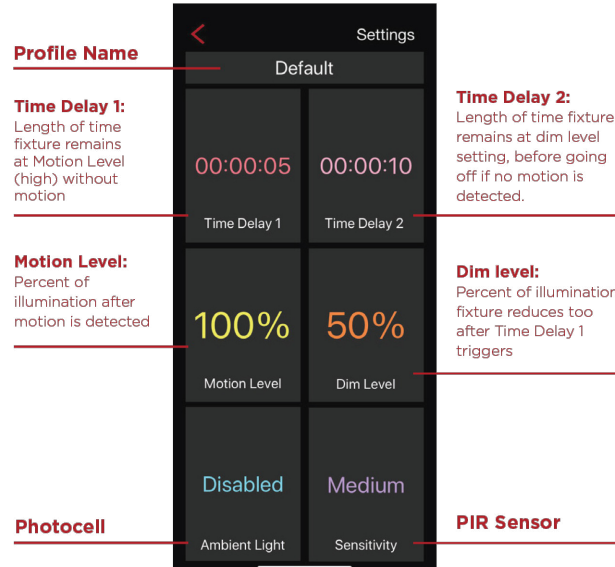 Settings
Profile Name
Default
Time Delay 1:
Length of time
fixture remains
at Motion Level
(high) without
motion
00:00:05
Time Delay 1
00:00:10
Time Delay 2
Time Delay 2:
Length of time fixture
remains at dim level
setting, before going
off if no motion is
detected.
Motion Level:
Percent of
illumination after
motion is detected
100%
Motion Level
50%
Dim Level
Dim level:
Percent of illumination
fixture reduces too
after Time Delay 1
triggers
Photocell
Disabled
Ambient Light
Medium
Sensitivity
PIR Sensor